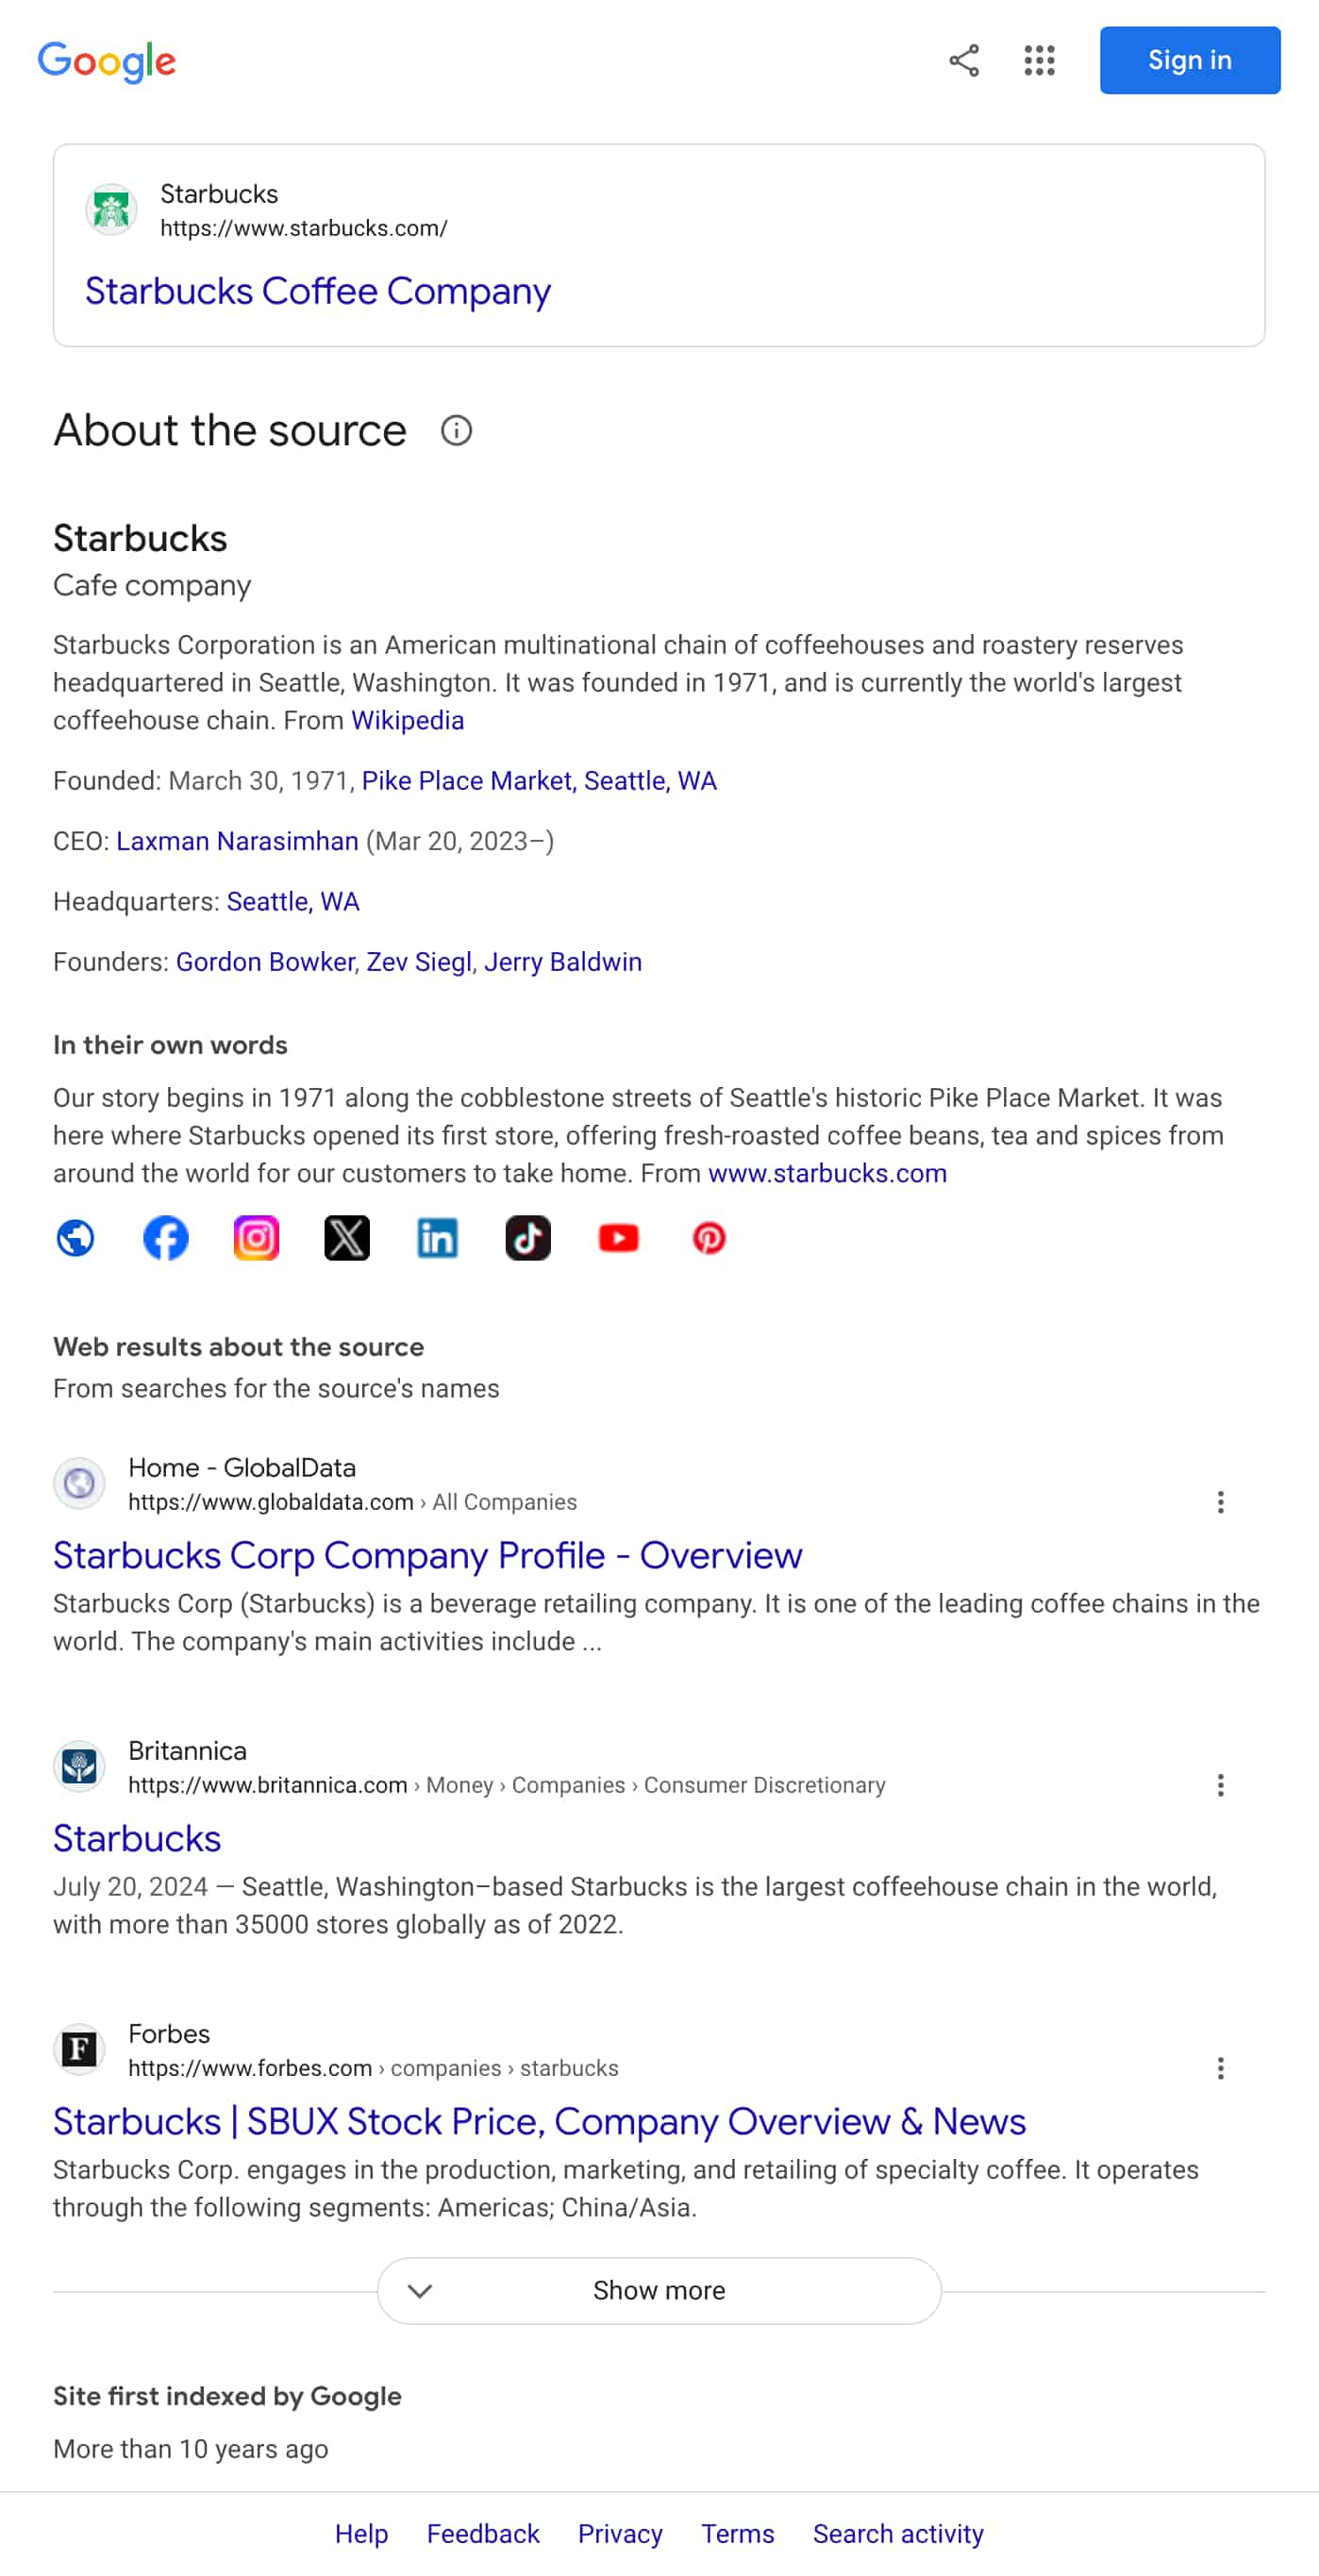 Google
Sign in
Starbucks
https://www.starbucks.com/
Starbucks Coffee Company
About the source
Starbucks
Cafe company
Starbucks Corporation is an American multinational chain of coffeehouses and roastery reserves
headquartered in Seattle, Washington. It was founded in 1971, and is currently the world's largest
coffeehouse chain. From Wikipedia
Founded: March 30, 1971, Pike Place Market, Seattle, WA
CEO: Laxman Narasimhan (Mar 20, 2023–)
Headquarters: Seattle, WA
Founders: Gordon Bowker, Zev Siegl, Jerry Baldwin
In their own words
Our story begins in 1971 along the cobblestone streets of Seattle's historic Pike Place Market. It was
here where Starbucks opened its first store, offering fresh-roasted coffee beans, tea and spices from
around the world for our customers to take home. From www.starbucks.com
Web results about the source
From searches for the source's names
Home - GlobalData
https://www.globaldata.com › All Companies
Starbucks Corp Company Profile - Overview
Starbucks Corp (Starbucks) is a beverage retailing company. It is one of the leading coffee chains in the
world. The company's main activities include ...
Britannica
https://www.britannica.com › Money › Companies › Consumer Discretionary
Starbucks
July 20, 2024 — Seattle, Washington–based Starbucks is the largest coffeehouse chain in the world,
with more than 35000 stores globally as of 2022.
Forbes
https://www.forbes.com › companies › starbucks
Starbucks | SBUX Stock Price, Company Overview & News
Starbucks Corp. engages in the production, marketing, and retailing of specialty coffee. It operates
through the following segments: Americas; China/Asia.
Show more
Site first indexed by Google
More than 10 years ago
Help Feedback Privacy Terms Search activity